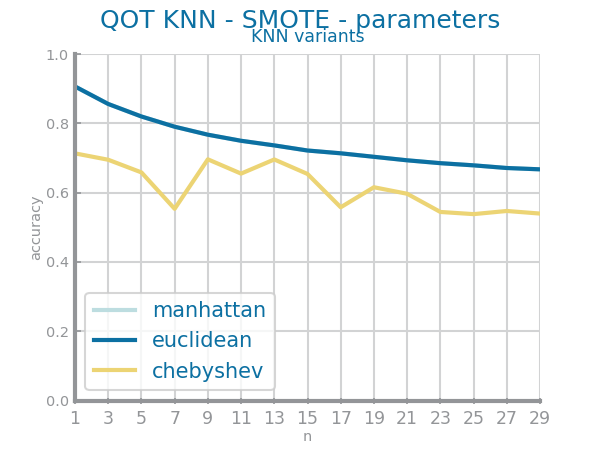 QOT KNN - SMOTE - parameters
KNN variants
accuracy
1.0
0.8
0.6
0.4
0.2
0.0
manhattan
euclidean
chebyshev
1 3 5 7 9 11 13 15 17 19 21 23 25 27 29
n